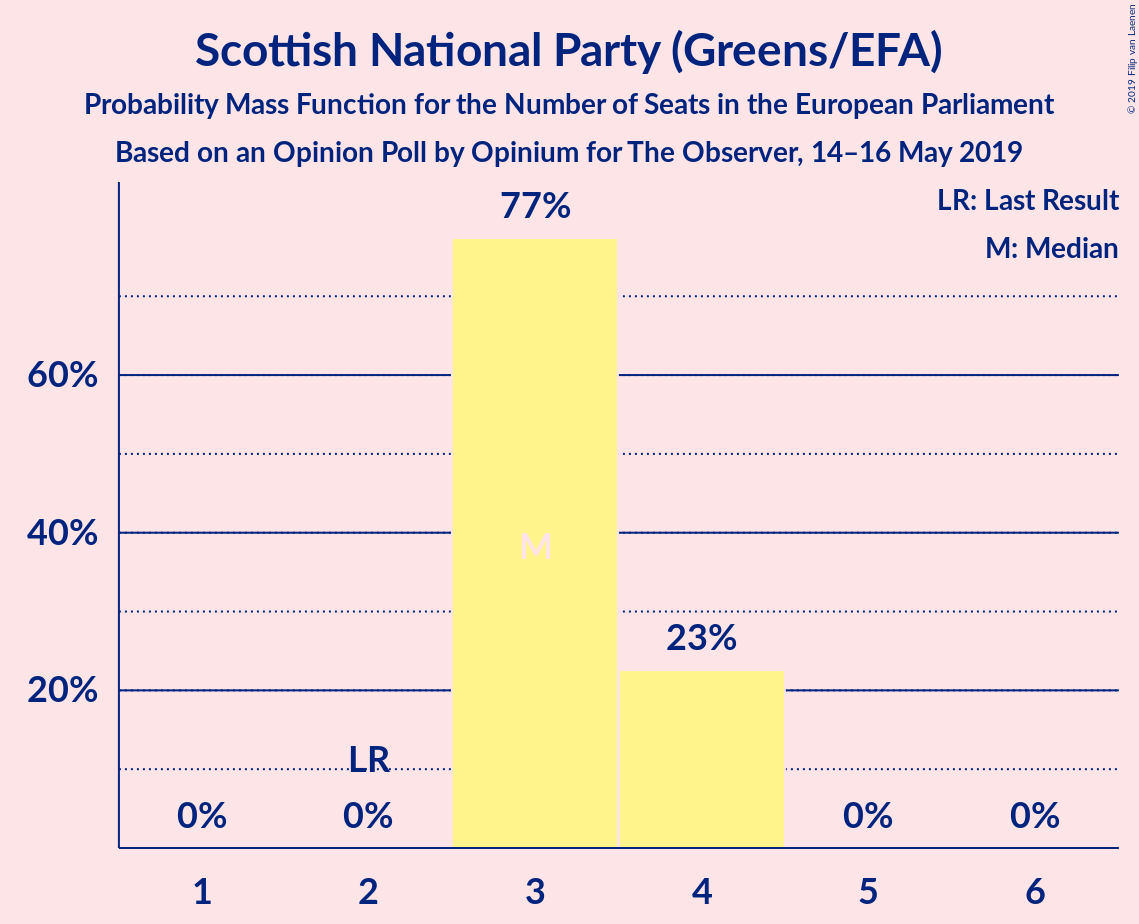 Scottish National Party (Greens/EFA)
Probability Mass Function for the Number of Seats in the European Parliament
Based on an Opinion Poll by Opinium for The Observer, 14–16 May 2019
© 2019 Filip van Laenen
LR: Last Result
M: Median
77%
60%
40%
M
23%
20%
LR
0%
0%
0%
0%
1
2
3
4
5
6